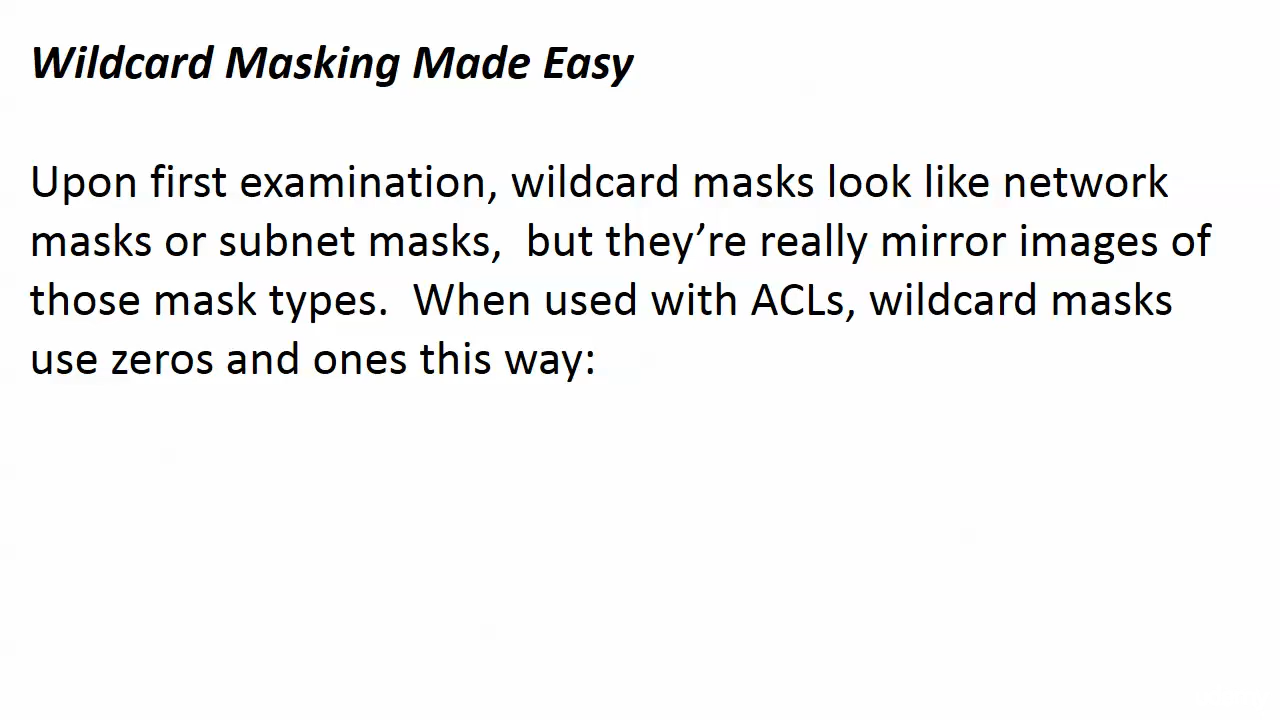 Wildcard Masking Made Easy
Upon first examination, wildcard masks look like network
masks or subnet masks,  but they’re really mirror images of
those mask types.  When used with ACLs, wildcard masks
use zeros and ones this way: